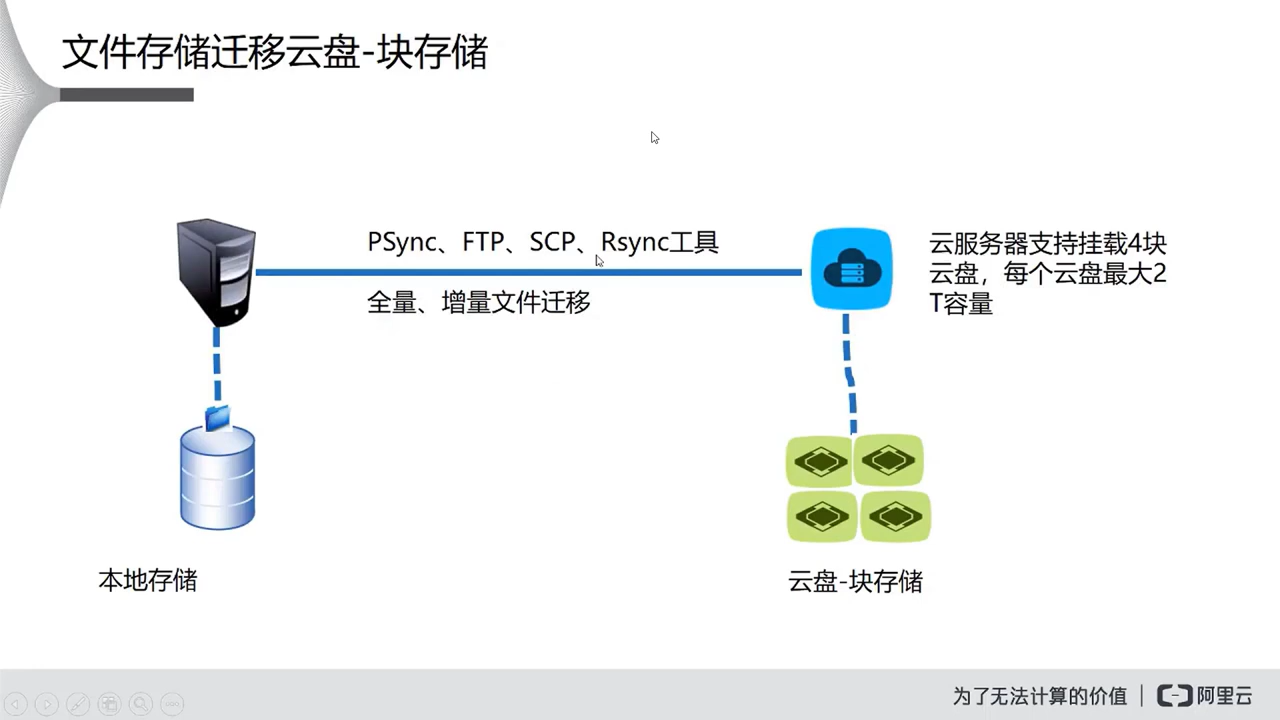 文件存储迁移云盘-块存储
PSync、FTP、SCP、Rsync工具
全量、增量文件迁移
云服务器支持挂载4块
云盘，每个云盘最大2
T容量
本地存储
云盘-块存储
为了无法计算的价值 | 阿里云